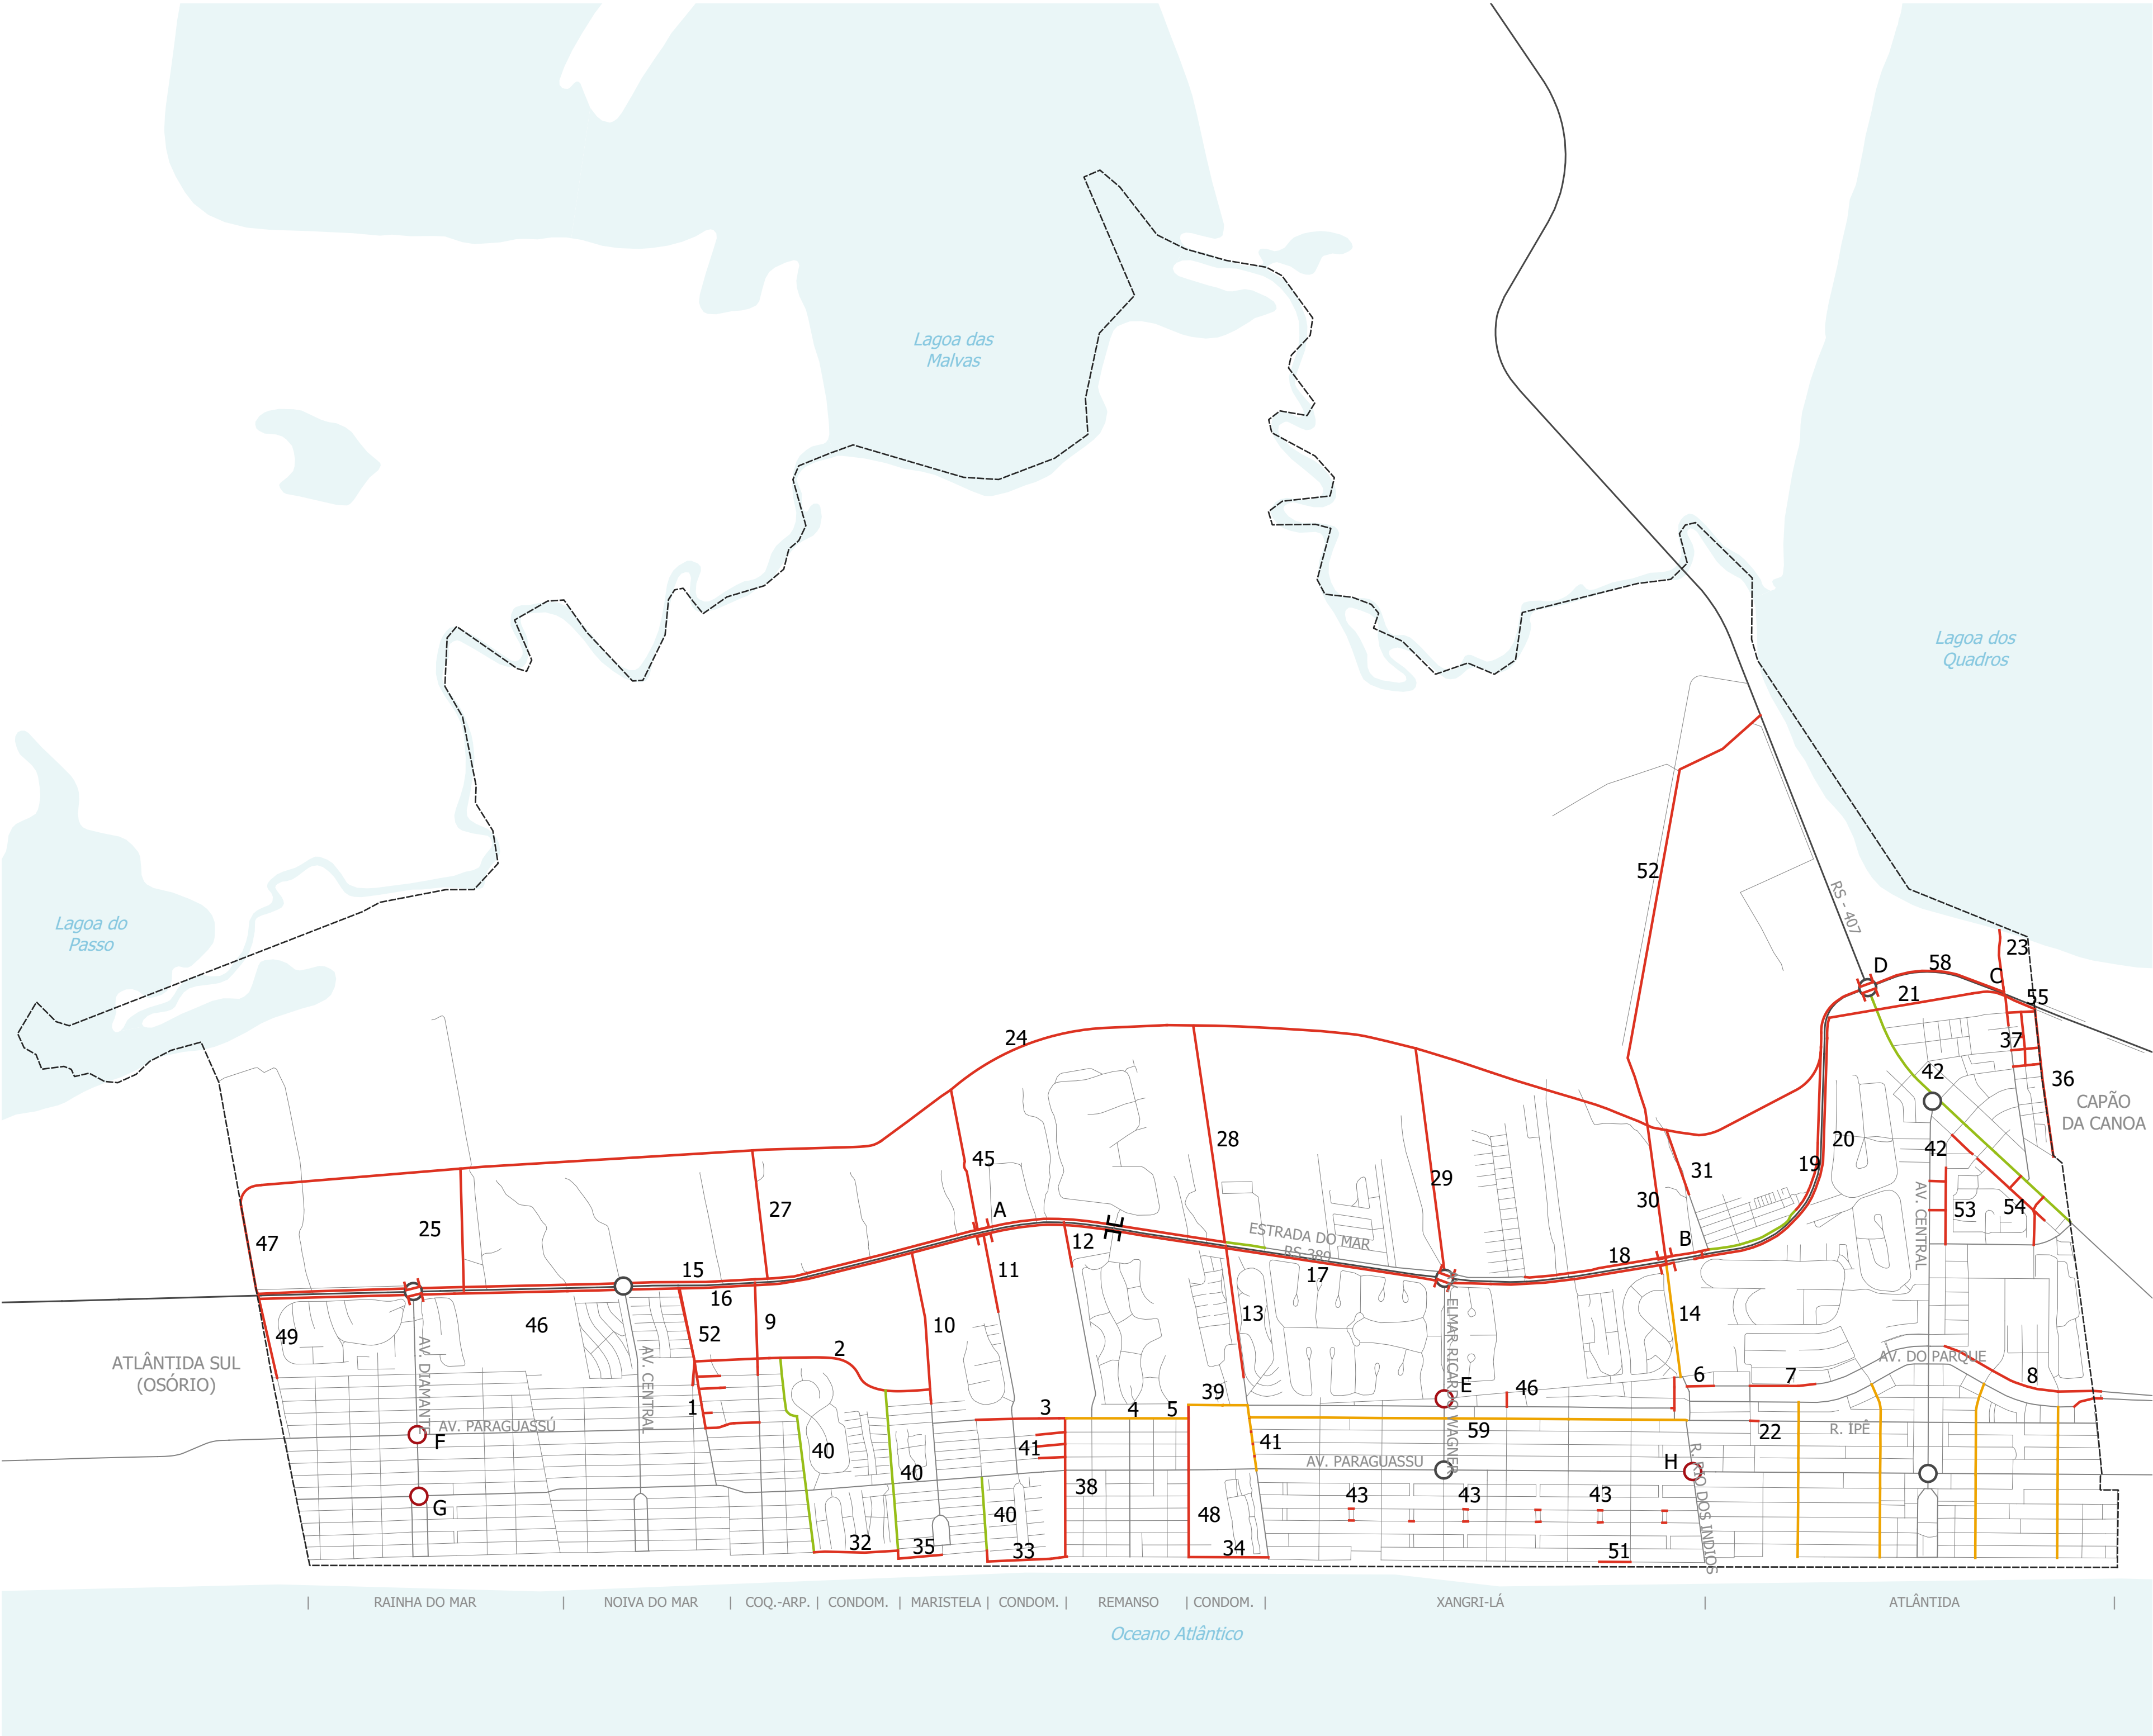 Lagoa das
Malvas
Lagoa dos
Quadros
52
RS - 407
Lagoa do
Passo
23
D
58
C
21
55
24
37
42
36
CAPÃO
DA CANOA
28
20
42
45
19
29
31
30
27
A
53
54
25
47
12
ESTRADA DO MAR
RS 389
B
18
AV. CENTRAL
15
11
17
16
13
14
49
46
52
9
10
ELMAR RICARDO WAGNER
2
ATLÂNTIDA SUL
(OSÓRIO)
AV. DIAMANTE
AV. CENTRAL
AV. DO PARQUE
6
7
8
E
46
39
1
3
4
5
AV. PARAGUASSÚ
F
40
41
41
59
22
R. IPÊ
AV. PARAGUASSU
H
40
38
43
43
43
G
40
48
R. RIO DOS INDIOS
32
35
33
34
51
| RAINHA DO MAR | NOIVA DO MAR | COQ.-ARP. | CONDOM. | MARISTELA | CONDOM. | REMANSO | CONDOM. | XANGRI-LÁ | ATLÂNTIDA |
Oceano Atlântico